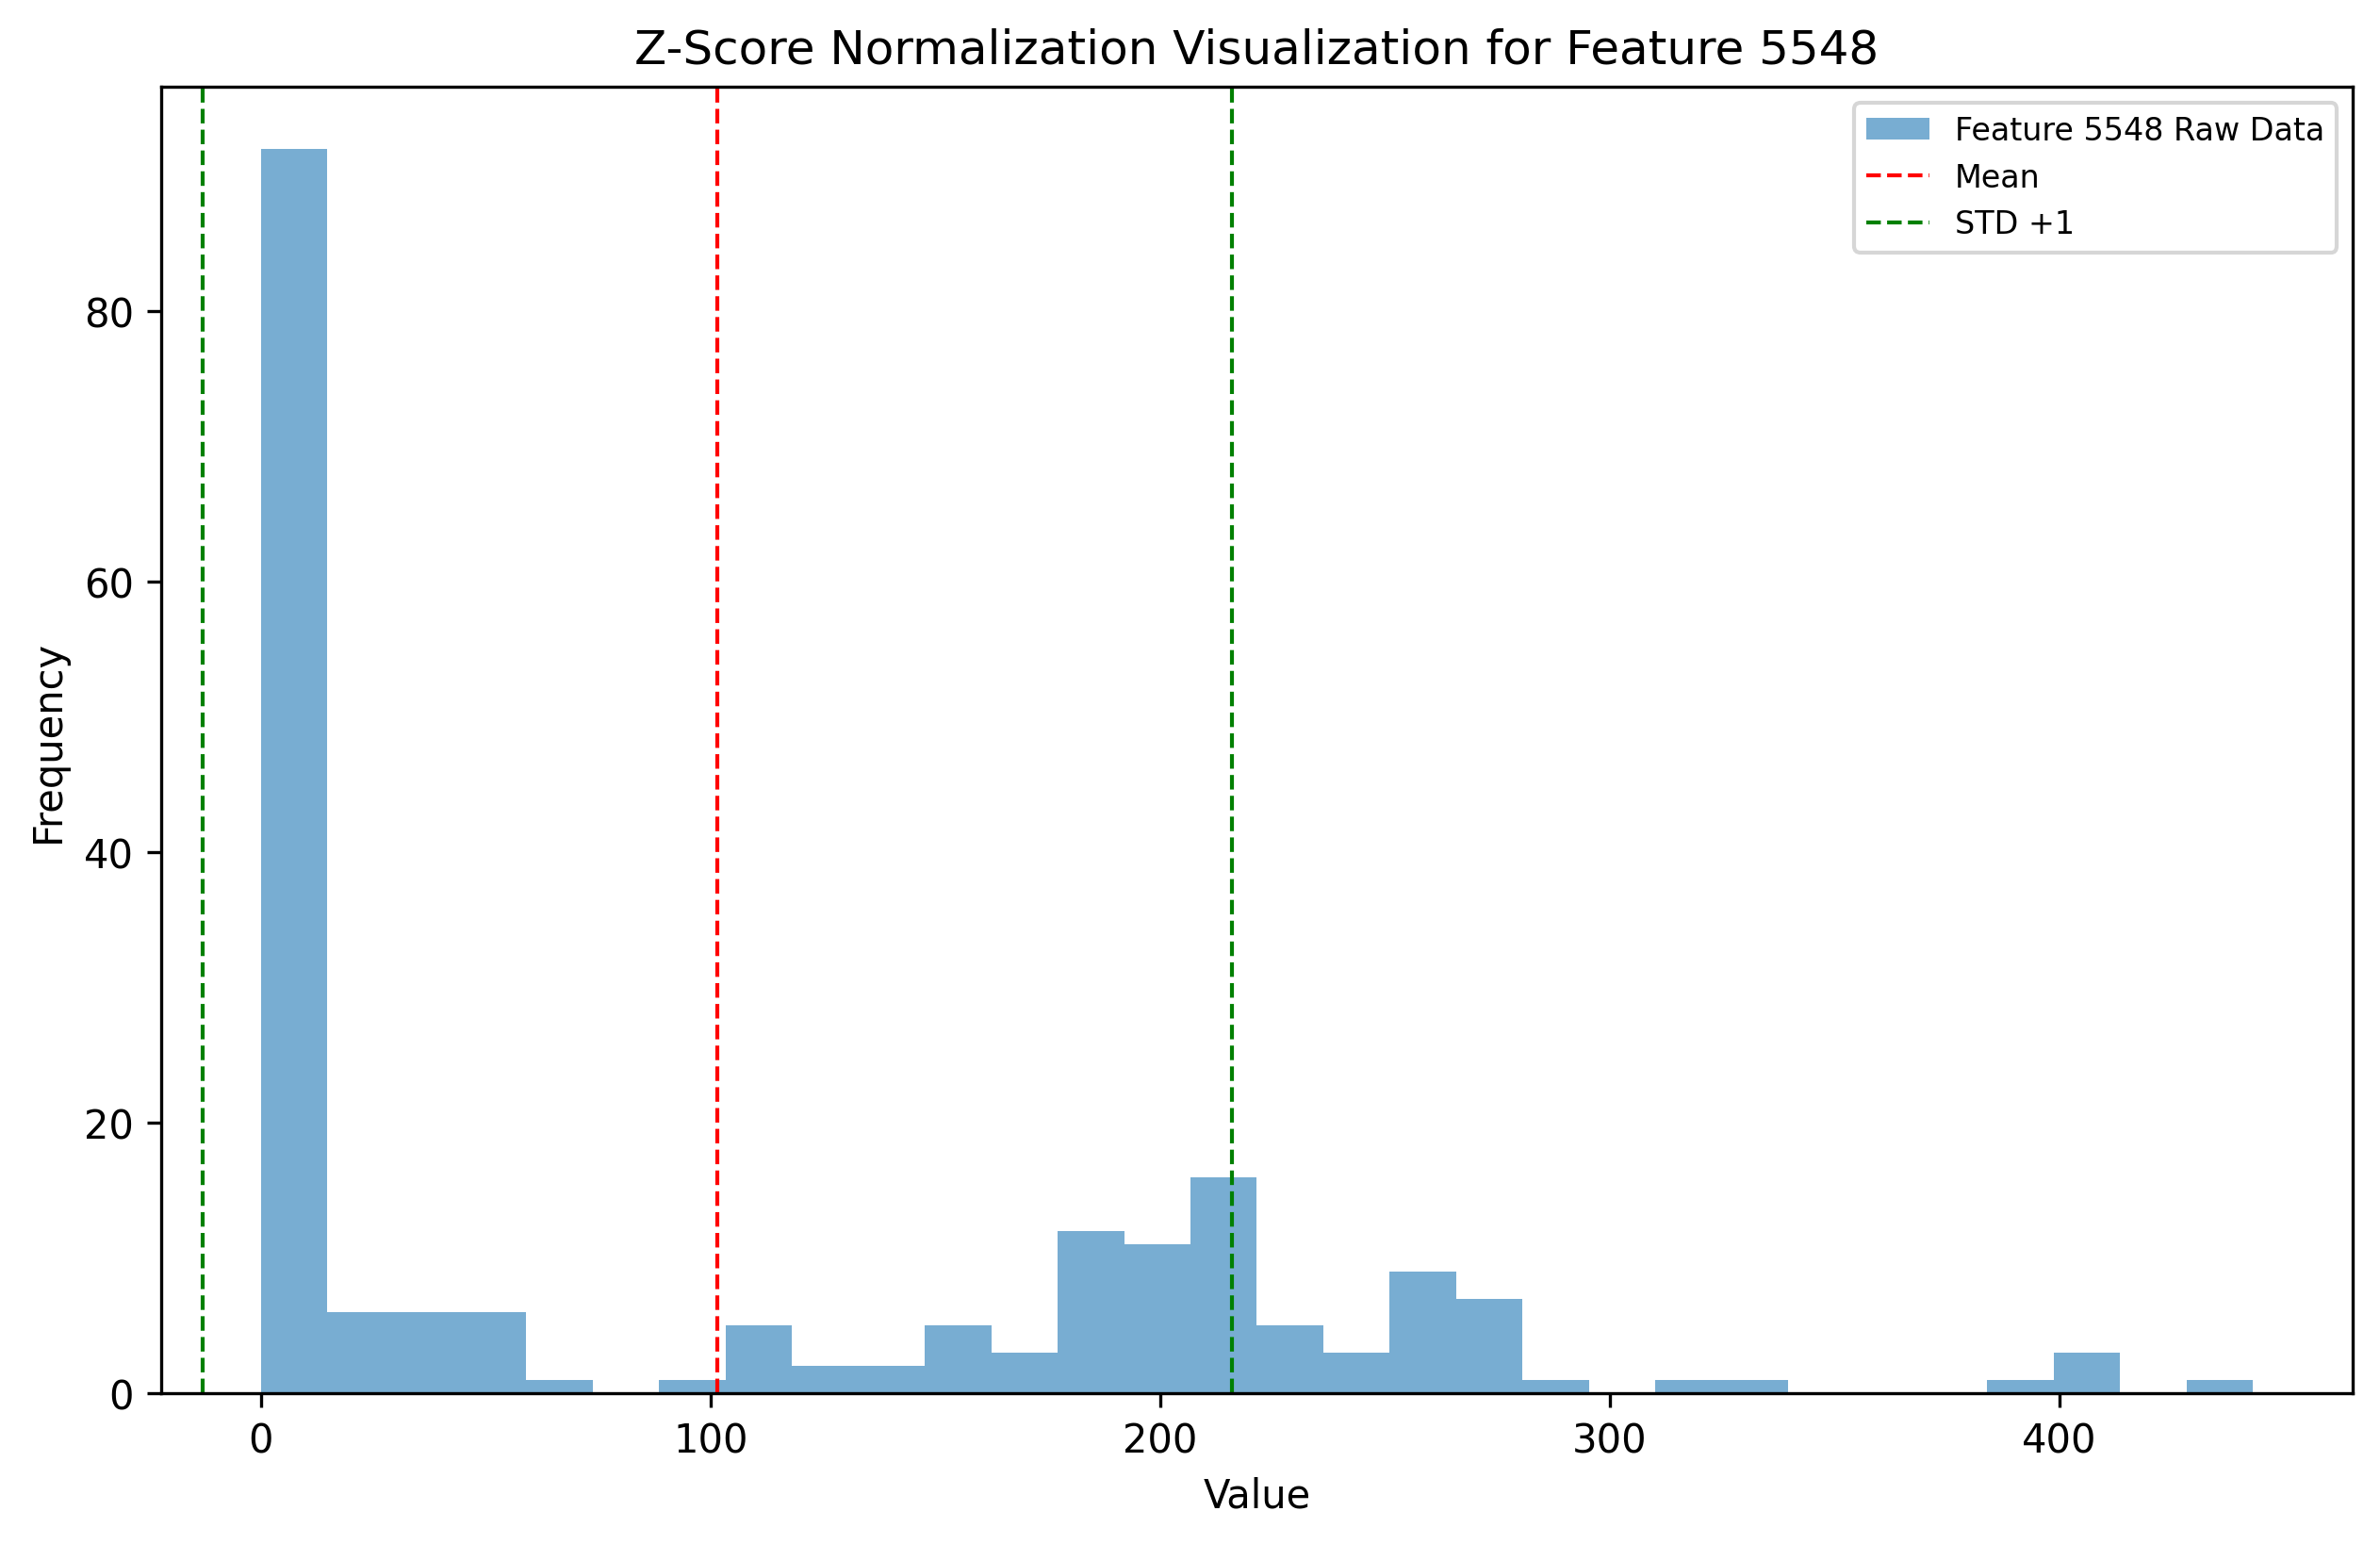 Z-Score Normalization Visualization for Feature 5548
Feature 5548 Raw Data
Mean
STD +1
80
60
40
20
0
Frequency
0 100 200 300 400
Value